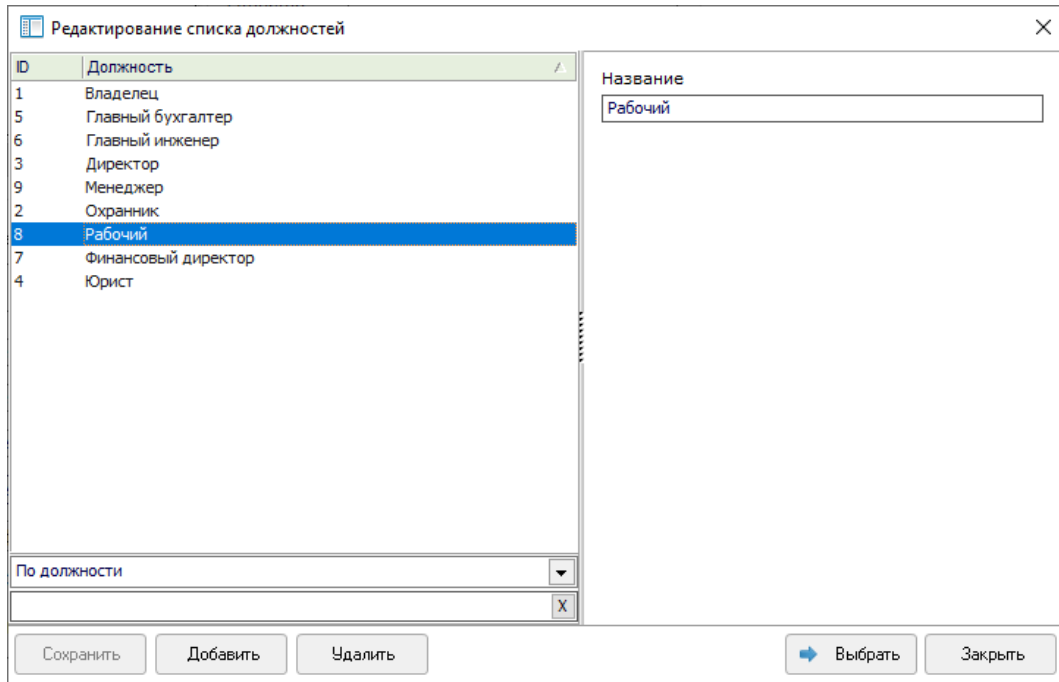 Редактирование списка должностей
ID Должность
1 Владелец
5 Главный бухгалтер
6 Главный инженер
3 Директор
9 Менеджер
2 Охранник
8 Рабочий
7 Финансовый директор
4 Юрист
По должности
X
Название
Рабочий
Сохранить Добавить Удалить Выбрать Закрыть